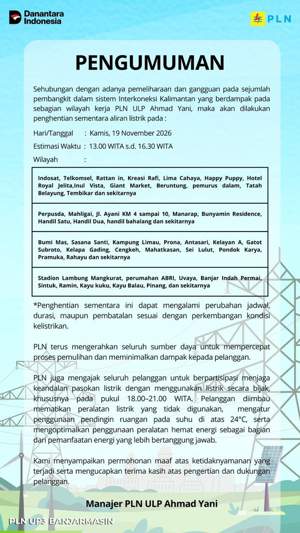 Danantara
Indonesia
PLN
PENGUMUMAN
Sehubungan dengan adanya pemeliharaan dan gangguan pada sejumlah
pembangkit dalam sistem Interkoneksi Kalimantan yang berdampak pada
sebagian wilayah kerja PLN ULP Ahmad Yani, maka akan dilakukan
penghentian sementara aliran listrik pada :
Hari/Tanggal : Kamis, 19 November 2026
Estimasi Waktu : 13.00 WITA s.d. 16.30 WITA
Wilayah :
Indosat, Telkomsel, Rattan in, Kreasi Rafi, Lima Cahaya, Happy Puppy, Hotel
Royal Jelita,Inul Vista, Giant Market, Beruntung, pemurus dalam, Tatah
Belayung, Tembikar dan sekitarnya
Perpusda, Mahligai, Jl. Ayani KM 4 sampai 10, Manarap, Bunyamin Residence,
Handil Satu, Handil Dua, handil bahalang dan sekitarnya
Bumi Mas, Sasana Santi, Kampung Limau, Prona, Antasari, Kelayan A, Gatot
Subroto, Kelapa Gading, Cengkeh, Mahatkasan, Sei Lulut, Pondok Karya,
Pramuka, Rahayu dan sekitarnya
Stadion Lambung Mangkurat, perumahan ABRI, Uvaya, Banjar Indah Permai,
Sintuk, Ramin, Kayu kuku, Kayu Balau, Pinang, dan sekitarnya
*Penghentian sementara ini dapat mengalami perubahan jadwal,
durasi, maupun pembatalan sesuai dengan perkembangan kondisi
kelistrikan.
PLN terus mengerahkan seluruh sumber daya untuk mempercepat
proses pemulihan dan meminimalkan dampak kepada pelanggan.
PLN juga mengajak seluruh pelanggan untuk berpartisipasi menjaga
keandalan pasokan listrik dengan menggunakan listrik secara bijak,
khususnya pada pukul 18.00–21.00 WITA. Pelanggan diimbau
mematikan peralatan listrik yang tidak digunakan, mengatur
penggunaan pendingin ruangan pada suhu di atas 24°C, serta
mengoptimalkan penggunaan peralatan hemat energi sebagai bagian
dari pemanfaatan energi yang lebih bertanggung jawab.
Kami menyampaikan permohonan maaf atas ketidaknyamanan yang
terjadi serta mengucapkan terima kasih atas pengertian dan dukungan
pelanggan.
Manajer PLN ULP Ahmad Yani
PLN UP3 BANJARMASIN